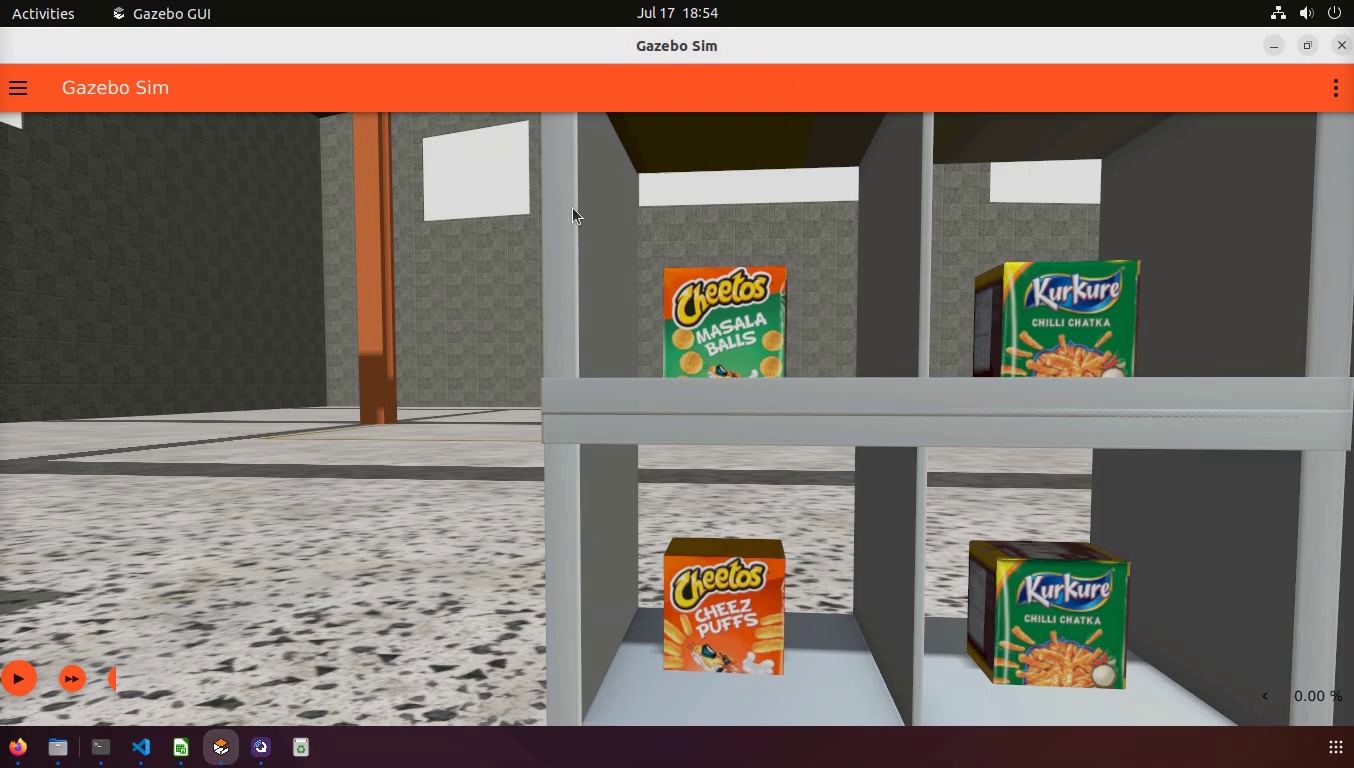 Activities
Gazebo GUI
Jul 17 18:54
Gazebo Sim
Gazebo Sim
Cheetos
MASALA
BALLS
KurKure
CHILLI CHATKA
Cheetos
CHEEZ
PUFFS
KurKure
CHILLI CHATKA
0.00 %